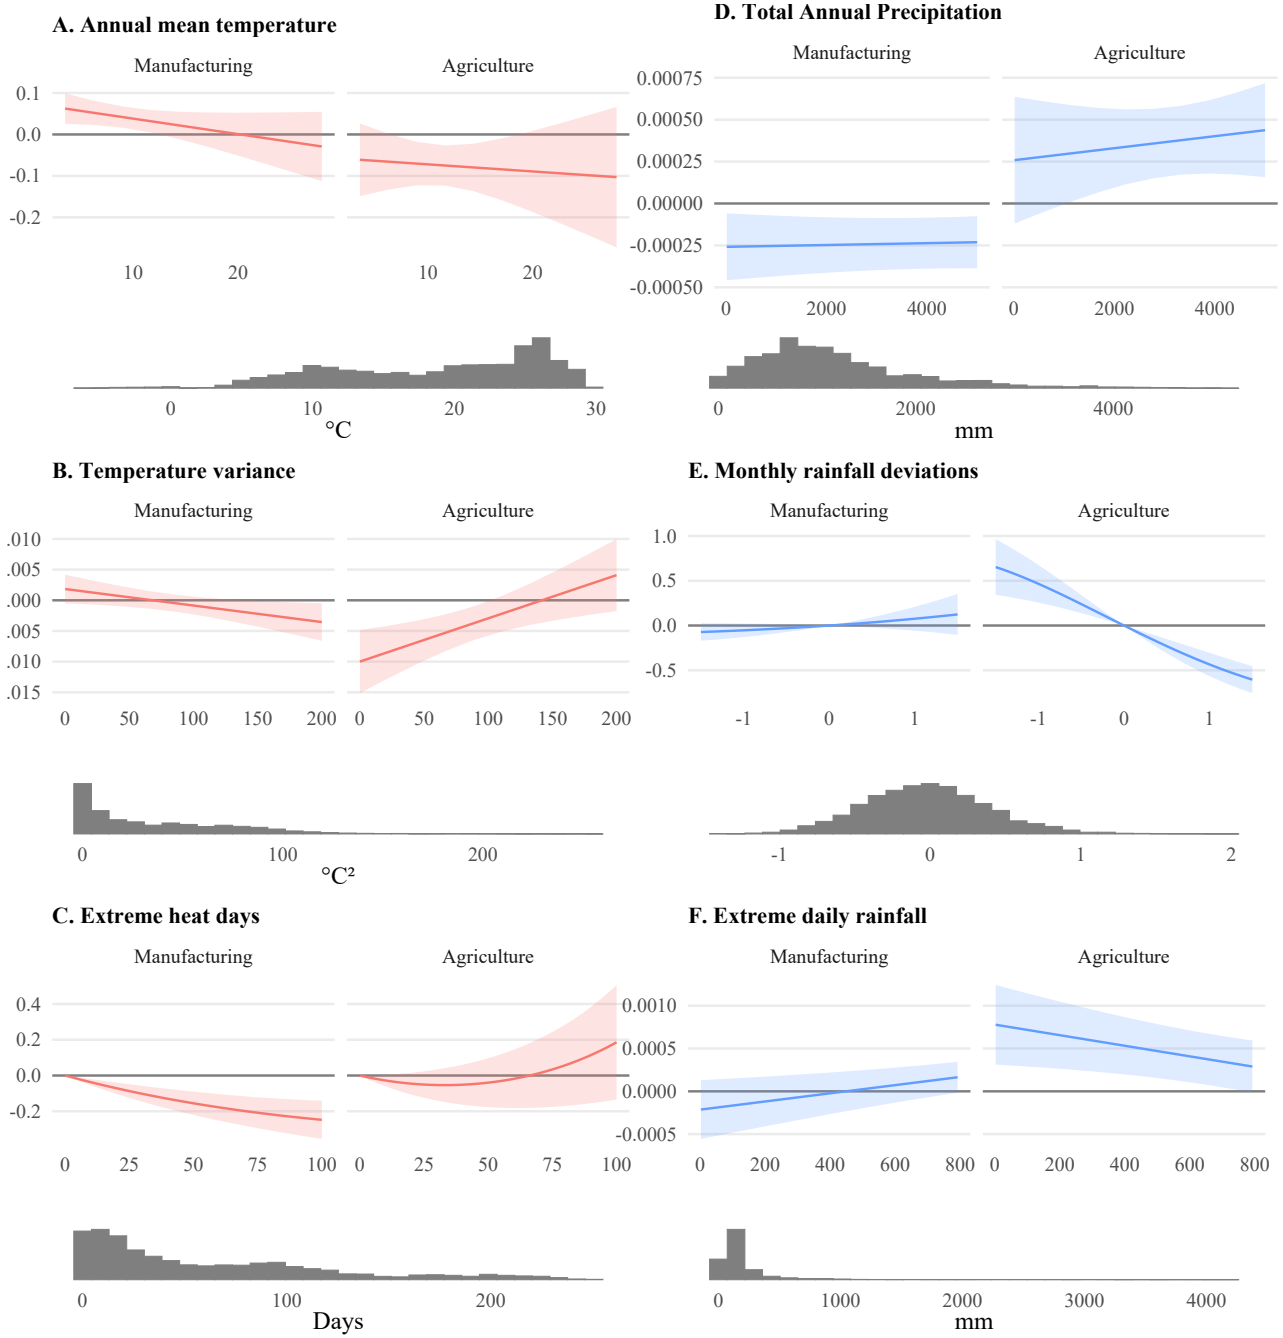 A. Annual mean temperature
Manufacturing Agriculture
0.1
0.0
-0.1
-0.2
10 20 10 20
0 10 20 30
°C
B. Temperature variance
Manufacturing Agriculture
.010
.005
.000
.005
.010
.015
0 50 100 150 200 0 50 100 150 200
0 100 200
°C²
C. Extreme heat days
Manufacturing Agriculture
0.4
0.2
0.0
-0.2
0 25 50 75 100 0 25 50 75 100
0 100 200
Days
D. Total Annual Precipitation
Manufacturing Agriculture
0.00075
0.00050
0.00025
0.00000
-0.00025
-0.00050
0 2000 4000 0 2000 4000
0 2000 4000
mm
E. Monthly rainfall deviations
Manufacturing Agriculture
1.0
0.5
0.0
-0.5
-1 0 1 -1 0 1
-1 0 1 2
F. Extreme daily rainfall
Manufacturing Agriculture
0.0010
0.0005
0.0000
-0.0005
0 200 400 600 800 0 200 400 600 800
0 1000 2000 3000 4000
mm